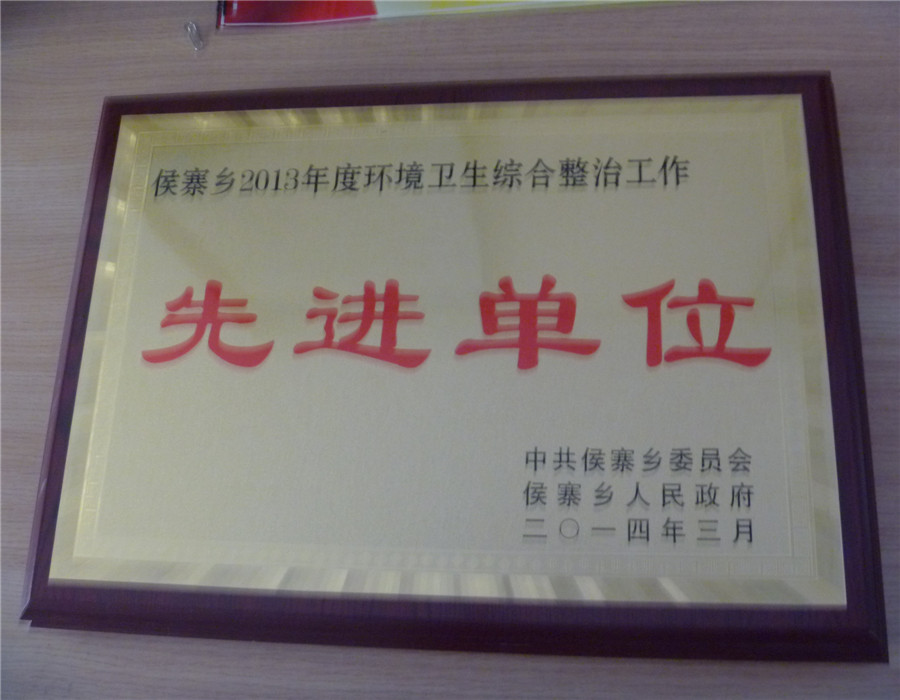 侯寨乡2013年度环境卫生综合整治工作
先进单位
中共侯寨乡委员会
侯寨乡人民政府
二〇一四年三月